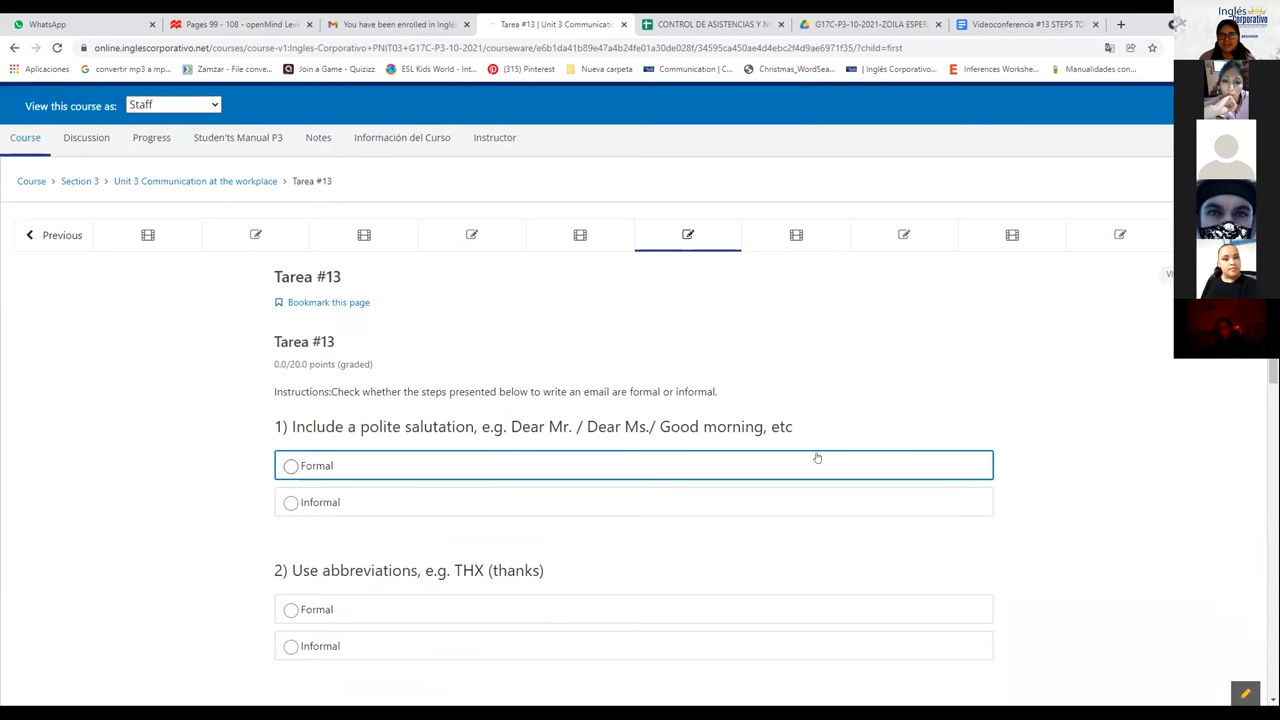 WhatsApp
Pages 99 - 108 - openMind Leve
You have been enrolled in Inglé
Tarea #13 | Unit 3 Communicatio
CONTROL DE ASISTENCIAS Y N
G17C-P3-10-2021-ZOILA ESPER
Videoconferencia #13 STEPS TO
online.inglescorporativo.net/courses/course-v1:Ingles-Corporativo+PNIT03+G17C-P3-10-2021/courseware/e6b1da41b89e47a4b24fe01a30de028f/34595ca450ae4d4ebc2f4d9ae6971f35/?child=first
Aplicaciones
convertir mp3 a mp...
Zamzar - File conve...
Join a Game - Quizizz
ESL Kids World - Int...
(315) Pinterest
Nueva carpeta
Communication | C...
Christmas_WordSea...
| Inglés Corporativo...
Inferences Workshe...
Manualidades con...
Inglés
Corporativo
View this course as:
Staff
Course
Discussion
Progress
Studen'ts Manual P3
Notes
Información del Curso
Instructor
Course > Section 3 > Unit 3 Communication at the workplace > Tarea #13
Previous
Tarea #13
Bookmark this page
Tarea #13
0.0/20.0 points (graded)
Instructions:Check whether the steps presented below to write an email are formal or informal.
1) Include a polite salutation, e.g. Dear Mr. / Dear Ms./ Good morning, etc
Formal
Informal
2) Use abbreviations, e.g. THX (thanks)
Formal
Informal